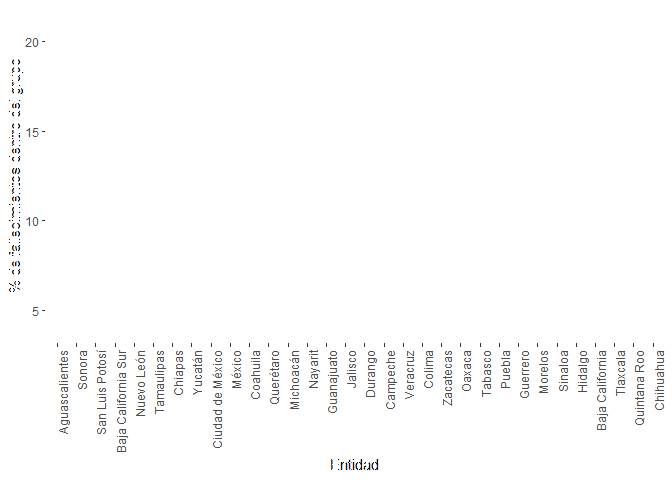 % de fallecimientos dentro del grupo
20
15
10
5
Aguascalientes
Sonora
San Luis Potosí
Baja California Sur
Nuevo León
Tamaulipas
Chiapas
Yucatán
Ciudad de México
México
Coahuila
Querétaro
Michoacán
Nayarit
Guanajuato
Jalisco
Durango
Campeche
Veracruz
Colima
Zacatecas
Oaxaca
Tabasco
Puebla
Guerrero
Morelos
Sinaloa
Hidalgo
Baja California
Tlaxcala
Quintana Roo
Chihuahua
Entidad